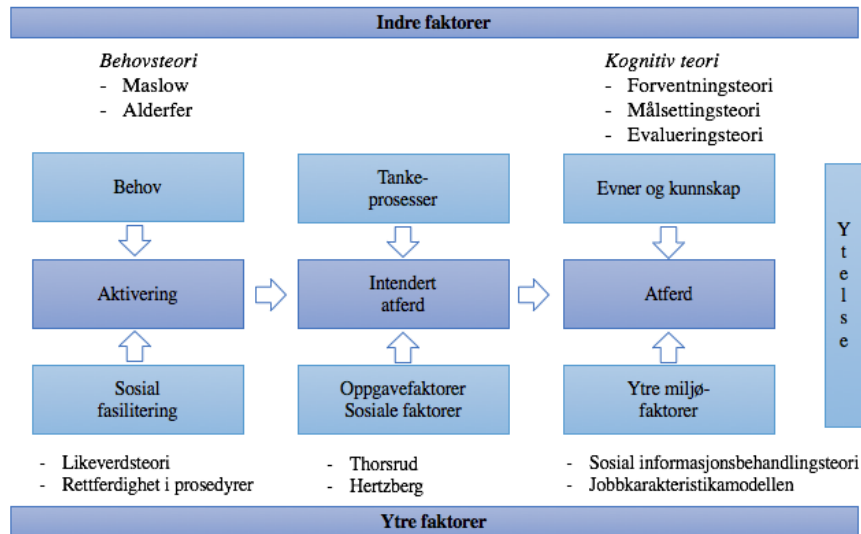 Indre faktorer
Behovsteori
- Maslow
- Alderfer
Kognitiv teori
- Forventningsteori
- Målsettingsteori
- Evalueringsteori
Behov
Tanke-
prosesser
Evner og kunnskap
Aktivering
Intendert
atferd
Atferd
Ytelse
Sosial
fasilitering
Oppgavefaktorer
Sosiale faktorer
Ytre miljø-
faktorer
- Likeverdsteori
- Rettferdighet i prosedyrer
- Thorsrud
- Hertzberg
- Sosial informasjonsbehandlingsteori
- Jobbkarakteristikamodellen
Ytre faktorer